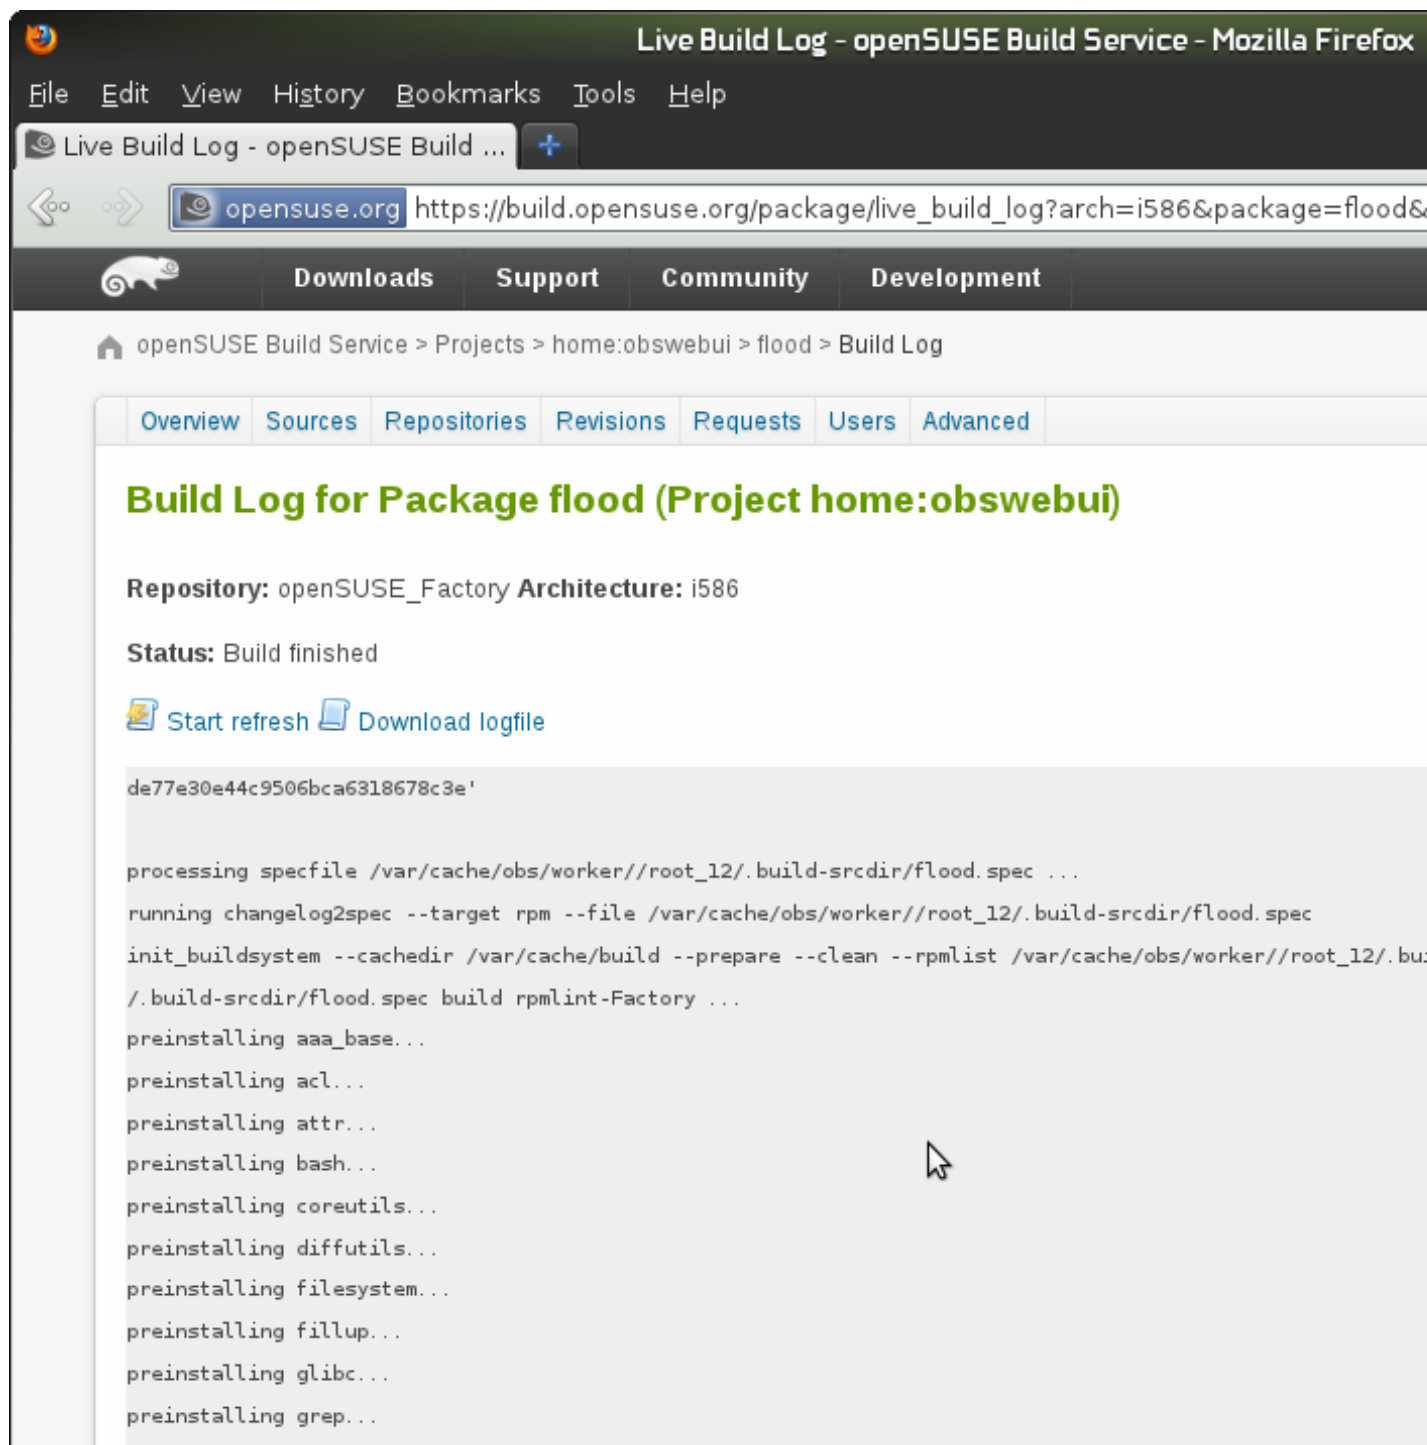 Live Build Log - openSUSE Build Service - Mozilla Firefox
File Edit View History Bookmarks Tools Help
Live Build Log - openSUSE Build ...
opensuse.org https://build.opensuse.org/package/live_build_log?arch=i586&package=flood&
Downloads Support Community Development
openSUSE Build Service > Projects > home:obswebui > flood > Build Log
Overview Sources Repositories Revisions Requests Users Advanced
Build Log for Package flood (Project home:obswebui)
Repository: openSUSE_Factory Architecture: i586
Status: Build finished
Start refresh Download logfile
de77e30e44c9506bca6318678c3e'
processing specfile /var/cache/obs/worker//root_12/.build-srcdir/flood.spec ...
running changelog2spec --target rpm --file /var/cache/obs/worker//root_12/.build-srcdir/flood.spec
init_buildsystem --cachedir /var/cache/build --prepare --clean --rpmlist /var/cache/obs/worker//root_12/.bui
/.build-srcdir/flood.spec build rpmlint-Factory ...
preinstalling aaa_base...
preinstalling acl...
preinstalling attr...
preinstalling bash...
preinstalling coreutils...
preinstalling diffutils...
preinstalling filesystem...
preinstalling fillup...
preinstalling glibc...
preinstalling grep...